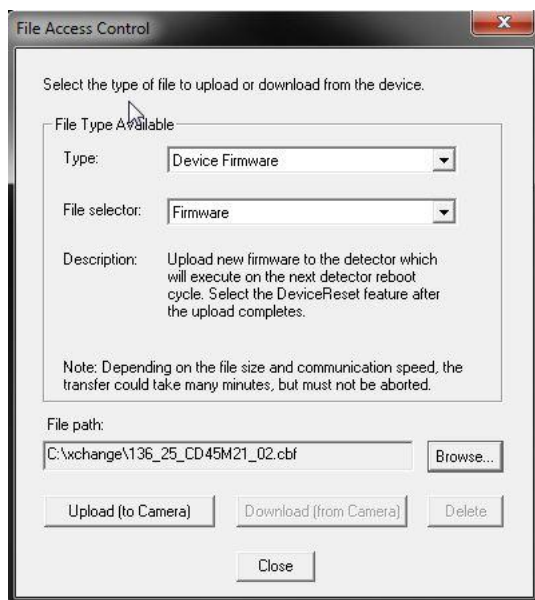 File Access Control
Select the type of file to upload or download from the device.
File Type Available
Type: Device Firmware
File selector: Firmware
Description: Upload new firmware to the detector which
will execute on the next detector reboot
cycle. Select the DeviceReset feature after
the upload completes.
Note: Depending on the file size and communication speed, the
transfer could take many minutes, but must not be aborted.
File path:
C:\xchange\136_25_CD45M21_02.cbf Browse...
Upload (to Camera) Download (from Camera) Delete
Close